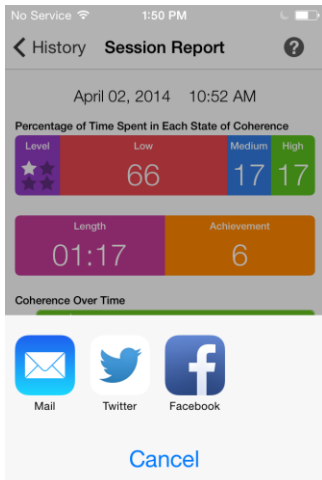 No Service 1:50 PM
History Session Report ?
April 02, 2014 10:52 AM
Percentage of Time Spent in Each State of Coherence
Level Low Medium High
66 17 17
Length Achievement
01:17 6
Coherence Over Time
Mail Twitter Facebook
Cancel